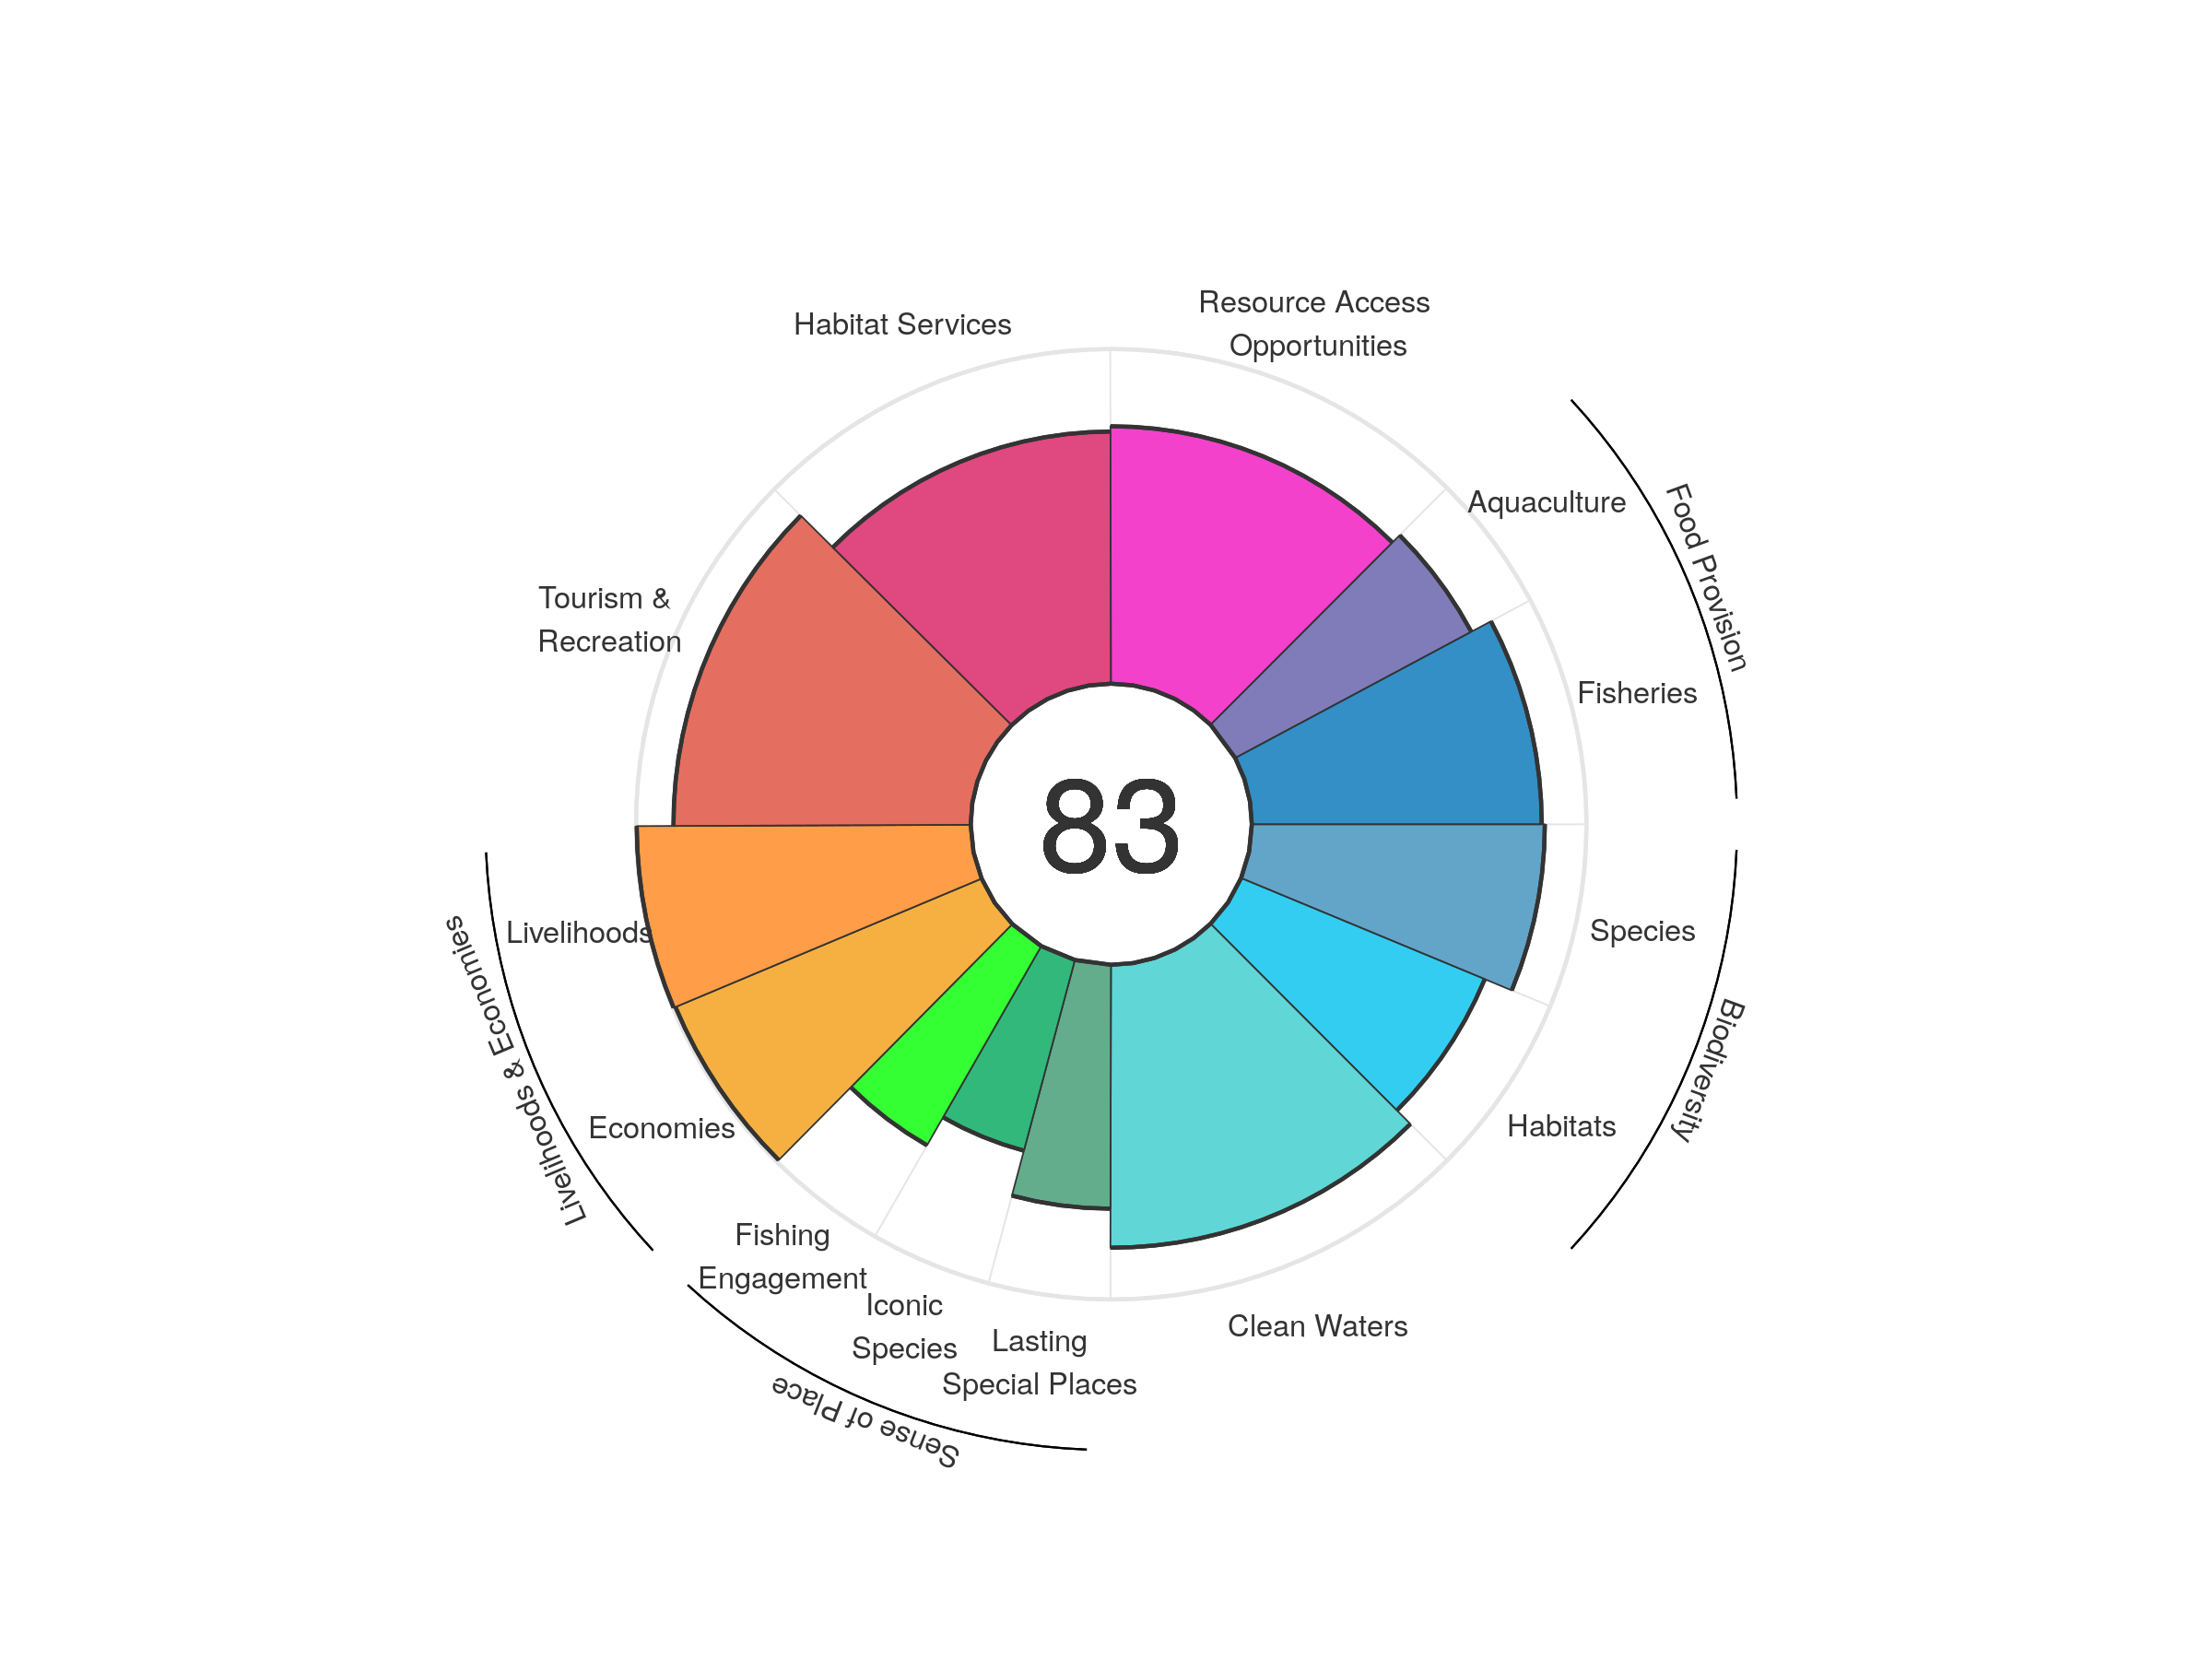 Resource Access
Opportunities
Habitat Services
Aquaculture
Food Provision
Tourism &
Recreation
Fisheries
83
Livelihoods
Species
Livelihoods & Economies
Biodiversity
Economies
Habitats
Fishing
Engagement
Iconic
Species
Lasting
Special Places
Clean Waters
Sense of Place